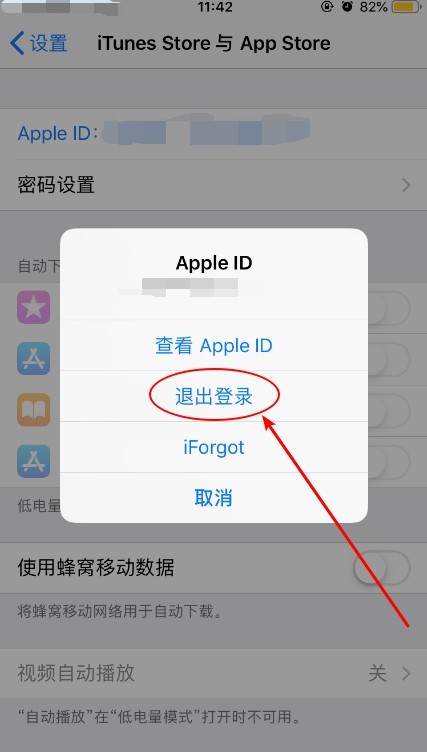 11:42
82%
设置
iTunes Store 与 App Store
Apple ID:
密码设置
自动下
Apple ID
查看 Apple ID
退出登录
iForgot
取消
低电量
使用蜂窝移动数据
将蜂窝移动网络用于自动下载。
视频自动播放 关
“自动播放”在“低电量模式”打开时不可用。